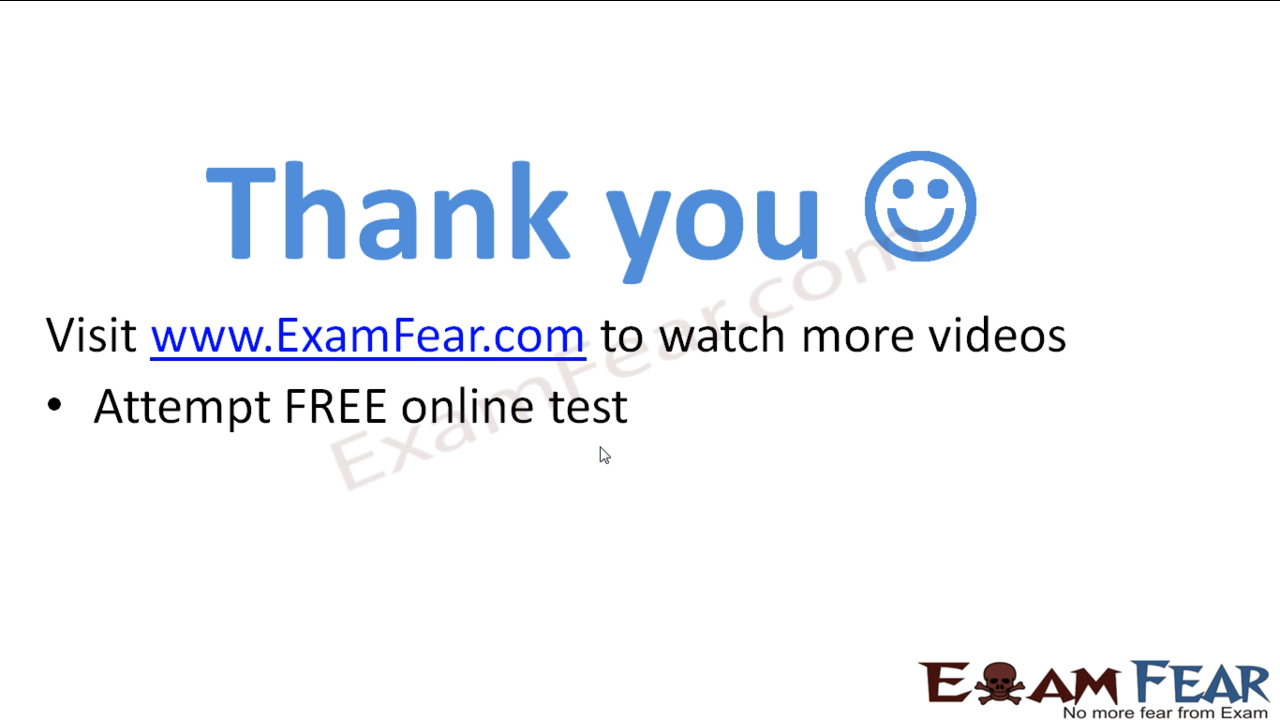 Thank you ☺
Visit www.ExamFear.com to watch more videos
• Attempt FREE online test
ExamFear.com
EXAM FEAR
No more fear from Exam